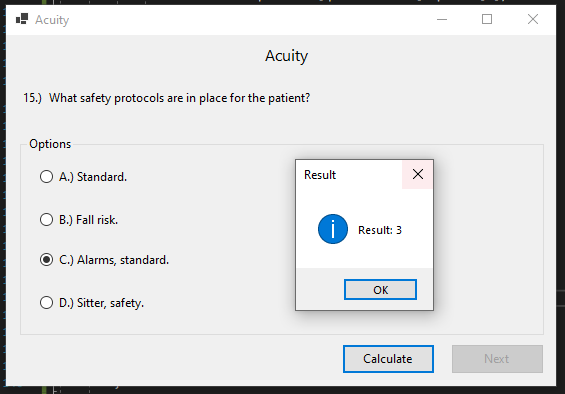 Acuity
Acuity
15.) What safety protocols are in place for the patient?
Options
A.) Standard.
B.) Fall risk.
C.) Alarms, standard.
D.) Sitter, safety.
Result
Result: 3
OK
Calculate
Next